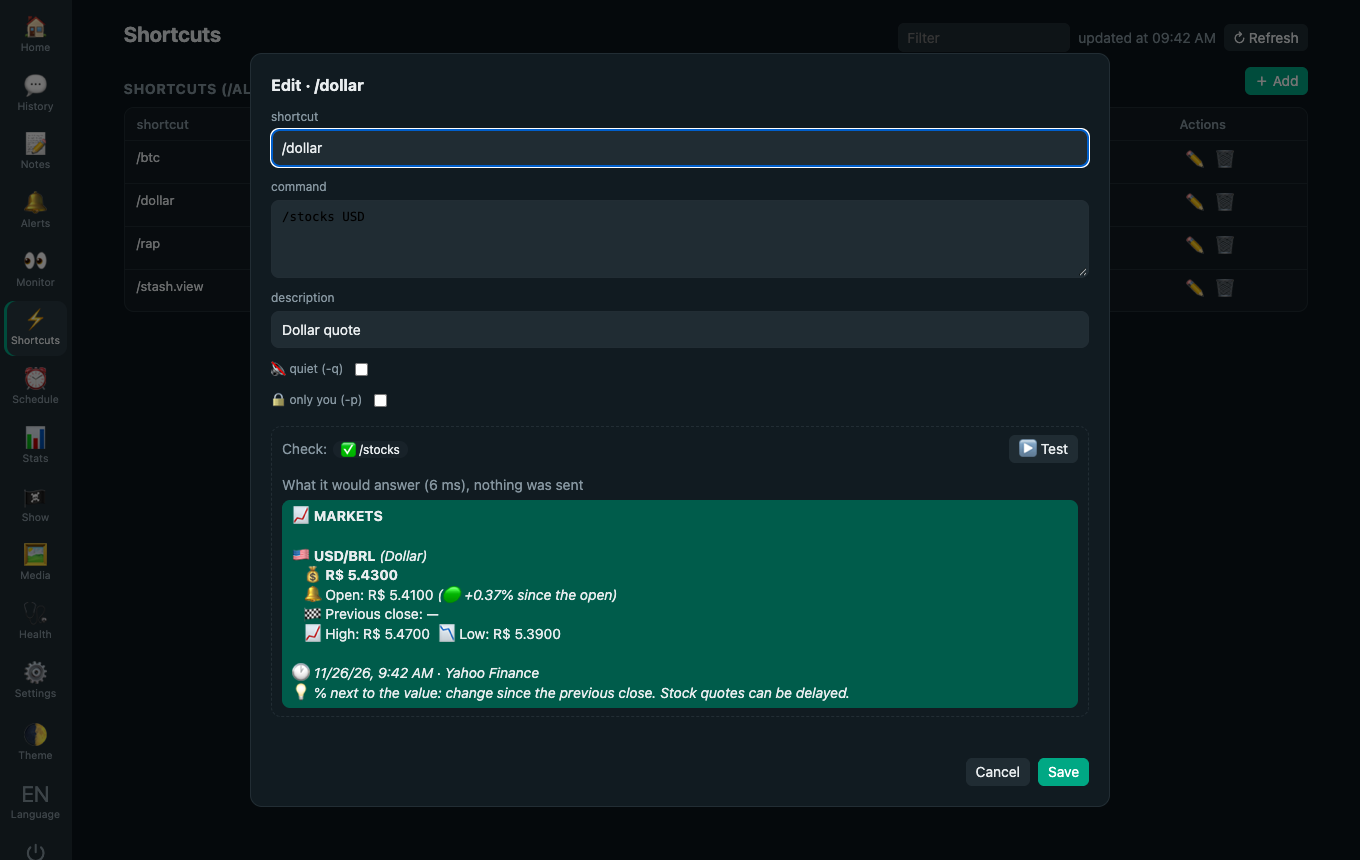 Home
History
Notes
Alerts
Monitor
Shortcuts
Schedule
Stats
Show
Media
Health
Settings
Theme
EN
Language
Shortcuts
Filter
updated at 09:42 AM
Refresh
SHORTCUTS (/AL
+ Add
shortcut
Actions
/btc
/dollar
/rap
/stash.view
Edit · /dollar
shortcut
/dollar
command
/stocks USD
description
Dollar quote
quiet (-q)
only you (-p)
Check: /stocks
Test
What it would answer (6 ms), nothing was sent
MARKETS
USD/BRL (Dollar)
R$ 5.4300
Open: R$ 5.4100 ( +0.37% since the open)
Previous close: —
High: R$ 5.4700 Low: R$ 5.3900
11/26/26, 9:42 AM · Yahoo Finance
% next to the value: change since the previous close. Stock quotes can be delayed.
Cancel
Save